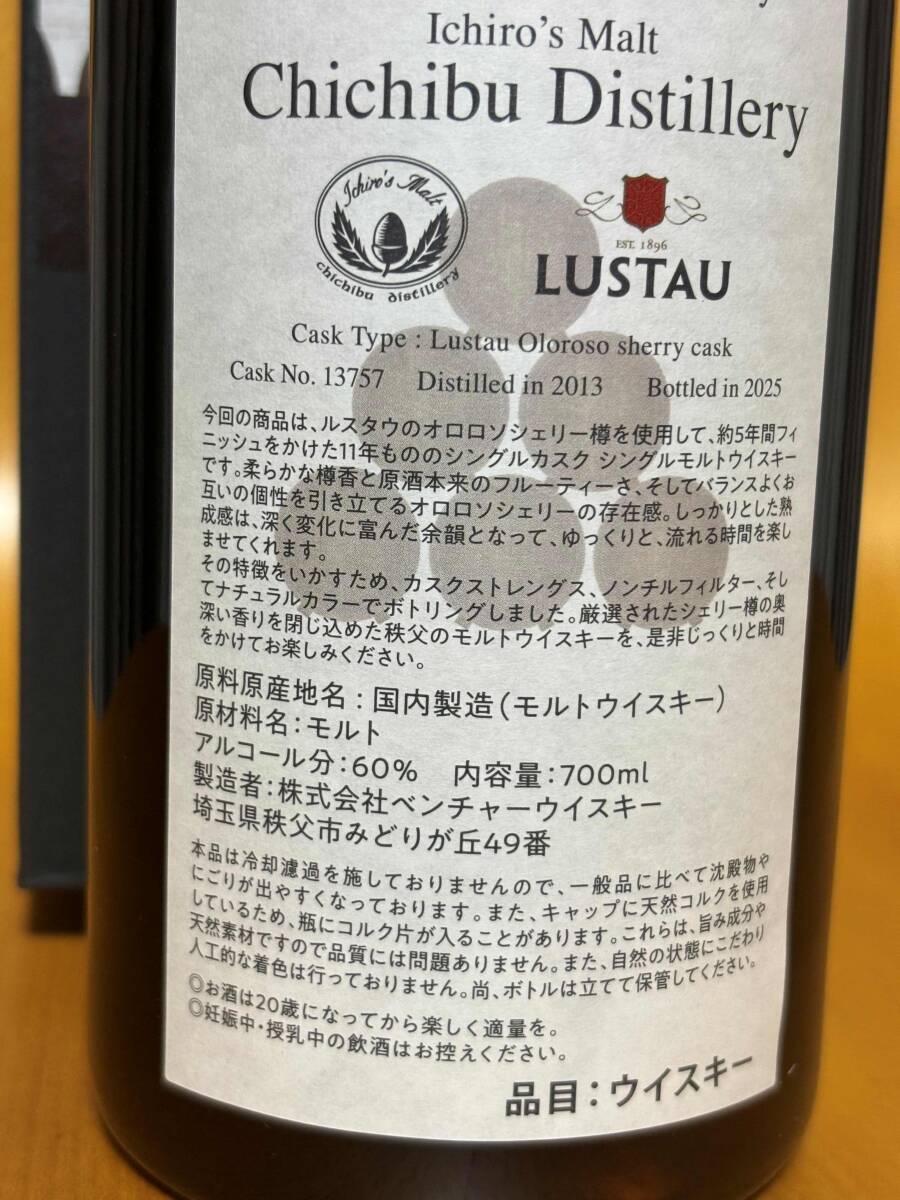 Ichiro's Malt
Chichibu Distillery
Ichiro's Malt
chichibu distillery
EST. 1896
LUSTAU
Cask Type : Lustau Oloroso sherry cask
Cask No. 13757 Distilled in 2013 Bottled in 2025
今回の商品は、ルスタウのオロロソシェリー樽を使用して、約5年間フィ
ニッシュをかけた11年もののシングルカスク シングルモルトウイスキー
です。柔らかな樽香と原酒本来のフルーティーさ、そしてバランスよくお
互いの個性を引き立てるオロロソシェリーの存在感。しっかりとした熟
成感は、深く変化に富んだ余韻となって、ゆっくりと、流れる時間を楽し
ませてくれます。
その特徴をいかすため、カスクストレングス、ノンチルフィルター、そし
てナチュラルカラーでボトリングしました。厳選されたシェリー樽の奥
深い香りを閉じ込めた秩父のモルトウイスキーを、是非じっくりと時間
をかけてお楽しみください。
原料原産地名：国内製造（モルトウイスキー）
原材料名：モルト
アルコール分：60% 内容量：700ml
製造者：株式会社ベンチャーウイスキー
埼玉県秩父市みどりが丘49番
本品は冷却濾過を施しておりませんので、一般品に比べて沈殿物や
にごりが出やすくなっております。また、キャップに天然コルクを使用
しているため、瓶にコルク片が入ることがあります。これらは、旨み成分や
天然素材ですので品質には問題ありません。また、自然の状態にこだわり
人工的な着色は行っておりません。尚、ボトルは立てて保管してください。
◎お酒は20歳になってから楽しく適量を。
◎妊娠中・授乳中の飲酒はお控えください。
品目：ウイスキー